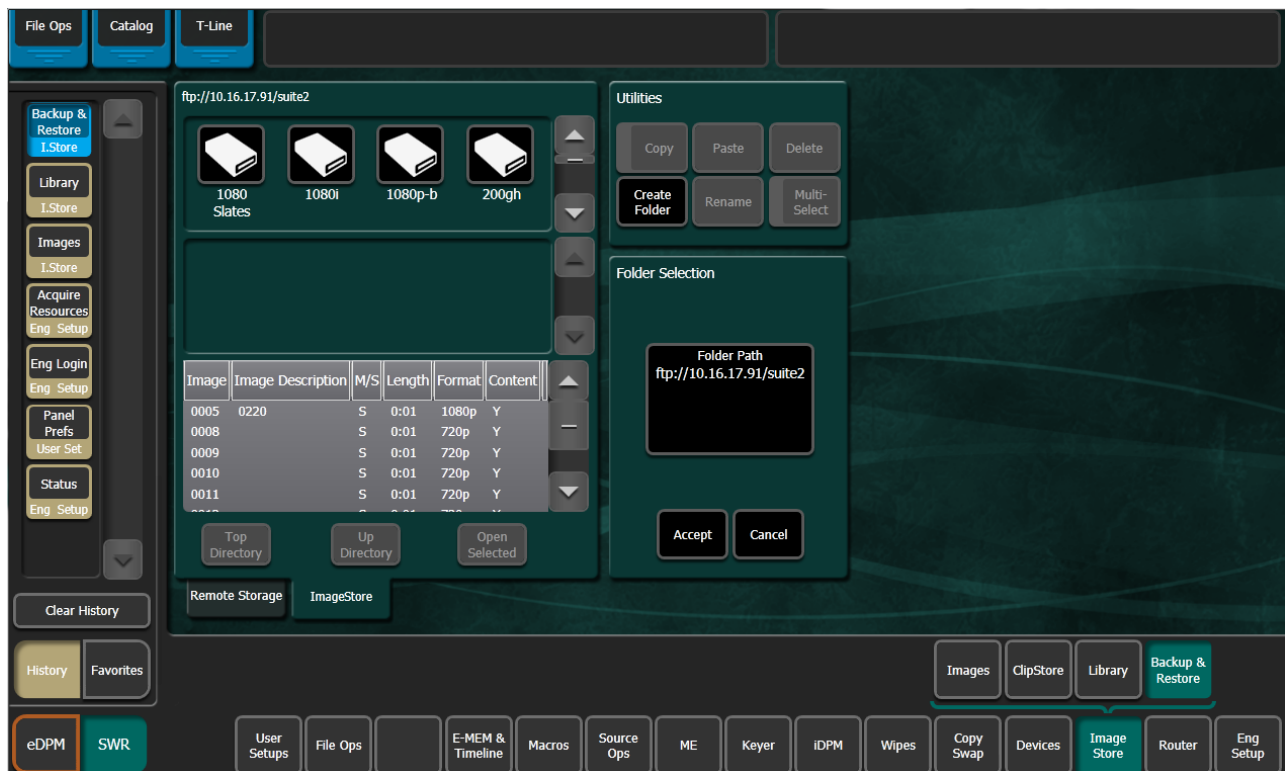 File Ops
Catalog
T-Line
Backup &
Restore
I.Store
Library
I.Store
Images
I.Store
Acquire
Resources
Eng Setup
Eng Login
Eng Setup
Panel
Prefs
User Set
Status
Eng Setup
Clear History
History
Favorites
ftp://10.16.17.91/suite2
1080
Slates
1080i
1080p-b
200gh
Image Image Description M/S Length Format Content
0005 0220 S 0:01 1080p Y
0008 S 0:01 720p Y
0009 S 0:01 720p Y
0010 S 0:01 720p Y
0011 S 0:01 720p Y
Top
Directory
Up
Directory
Open
Selected
Remote Storage
ImageStore
Utilities
Copy
Paste
Delete
Create
Folder
Rename
Multi-
Select
Folder Selection
Folder Path
ftp://10.16.17.91/suite2
Accept
Cancel
Images
ClipStore
Library
Backup &
Restore
eDPM
SWR
User
Setups
File Ops
E-MEM &
Timeline
Macros
Source
Ops
ME
Keyer
iDPM
Wipes
Copy
Swap
Devices
Image
Store
Router
Eng
Setup